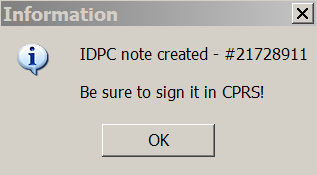 Information
IDPC note created - #21728911
Be sure to sign it in CPRS!
OK